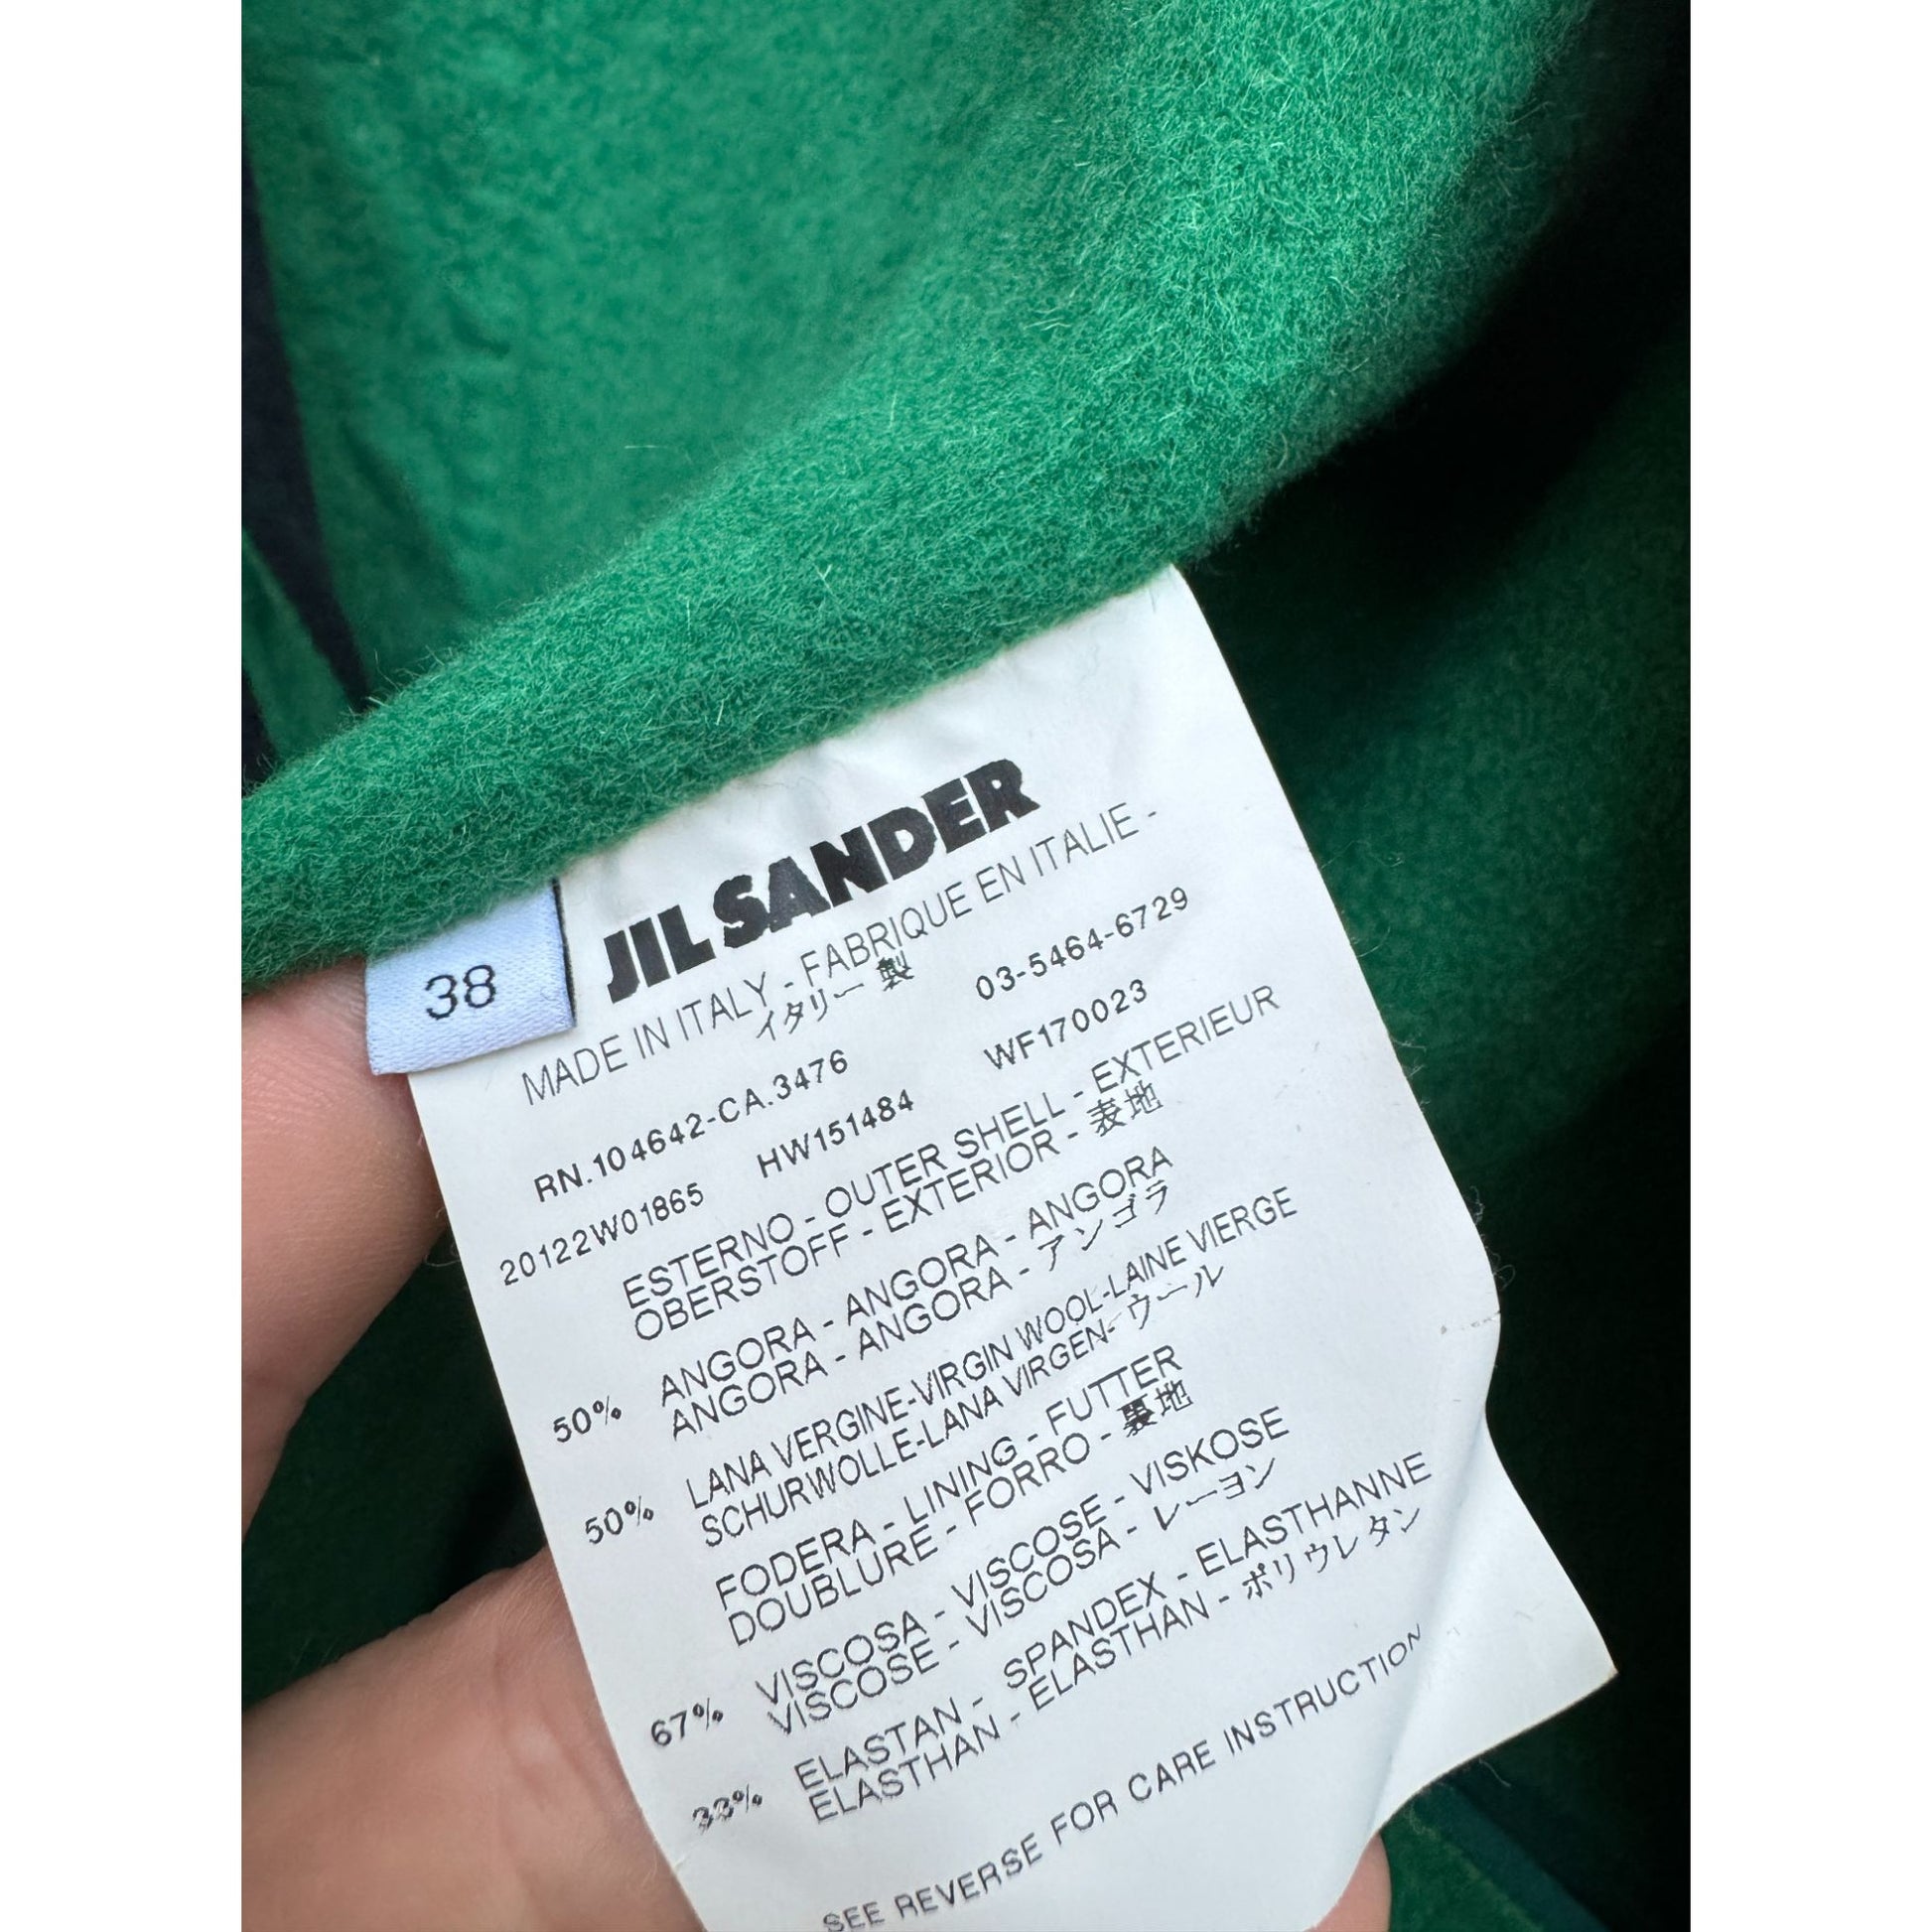 38
JIL SANDER
MADE IN ITALY - FABRIQUE EN ITALIE -
イタリー 製
RN.104642-CA.3476 03-5464-6729
20122W01865 HW151484 WF170023
ESTERNO - OUTER SHELL - EXTERIEUR
OBERSTOFF - EXTERIOR - 表地
50% ANGORA - ANGORA - ANGORA
ANGORA - ANGORA - アンゴラ
50% LANA VERGINE-VIRGIN WOOL-LAINE VIERGE
SCHURWOLLE-LANA VIRGEN-ウール
FODERA - LINING - FUTTER
DOUBLURE - FORRO - 裏地
67% VISCOSA - VISCOSE - VISKOSE
VISCOSE - VISCOSA - レーヨン
33% ELASTAN - SPANDEX - ELASTHANNE
ELASTHAN - ELASTHAN - ポリウレタン
SEE REVERSE FOR CARE INSTRUCTION